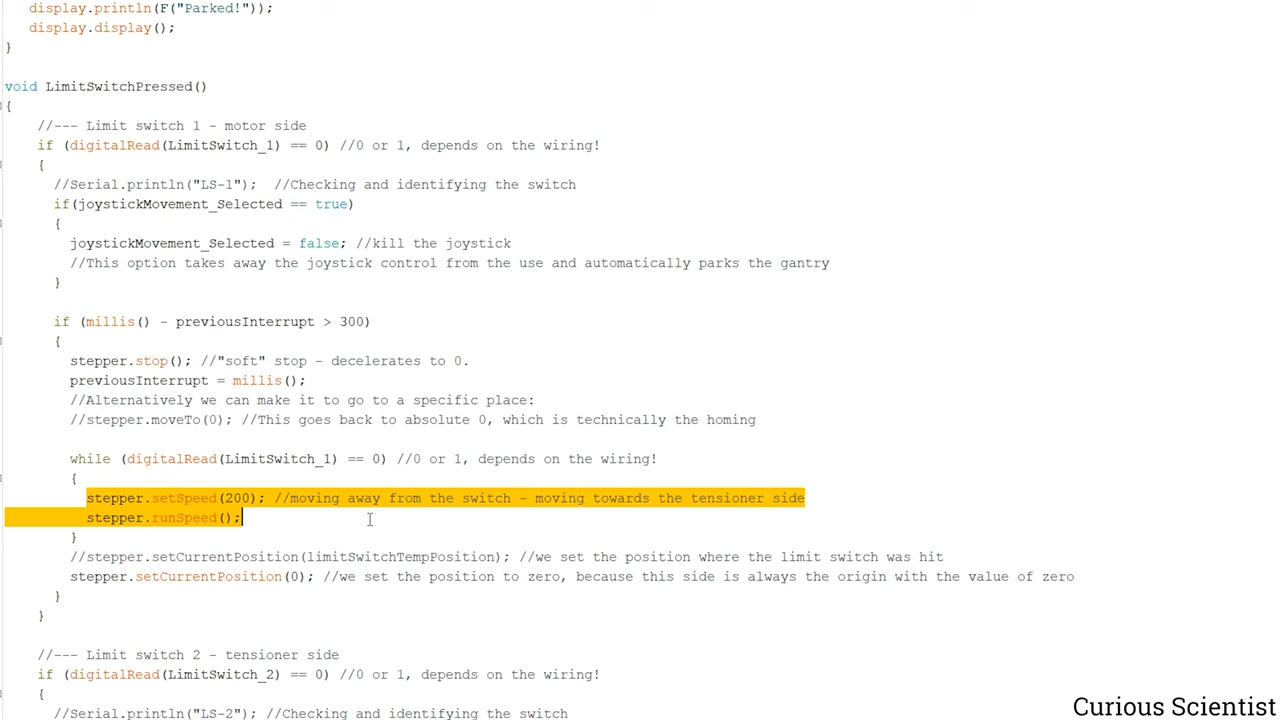 display.println(F("Parked!"));
display.display();
}
void LimitSwitchPressed()
{
//--- Limit switch 1 - motor side
if (digitalRead(LimitSwitch_1) == 0) //0 or 1, depends on the wiring!
{
//Serial.println("LS-1"); //Checking and identifying the switch
if(joystickMovement_Selected == true)
{
joystickMovement_Selected = false; //kill the joystick
//This option takes away the joystick control from the use and automatically parks the gantry
}
if (millis() - previousInterrupt > 300)
{
stepper.stop(); //"soft" stop - decelerates to 0.
previousInterrupt = millis();
//Alternatively we can make it to go to a specific place:
//stepper.moveTo(0); //This goes back to absolute 0, which is technically the homing
while (digitalRead(LimitSwitch_1) == 0) //0 or 1, depends on the wiring!
{
stepper.setSpeed(200); //moving away from the switch - moving towards the tensioner side
stepper.runSpeed();
}
//stepper.setCurrentPosition(limitSwitchTempPosition); //we set the position where the limit switch was hit
stepper.setCurrentPosition(0); //we set the position to zero, because this side is always the origin with the value of zero
}
}
//--- Limit switch 2 - tensioner side
if (digitalRead(LimitSwitch_2) == 0) //0 or 1, depends on the wiring!
{
//Serial.println("LS-2"); //Checking and identifying the switch
Curious Scientist